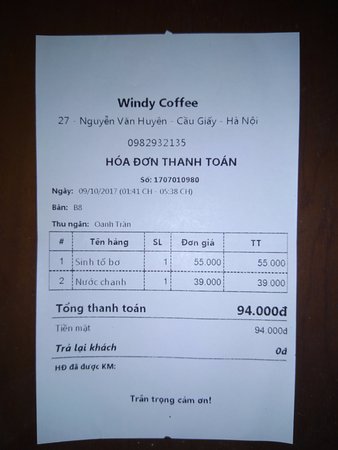 Windy Coffee
27 - Nguyễn Văn Huyên - Cầu Giấy - Hà Nội
0982932135
HÓA ĐƠN THANH TOÁN
Số: 1707010980
Ngày: 09/10/2017 (01:41 CH - 05:38 CH)
Bàn: B8
Thu ngân: Oanh Trần
# Tên hàng SL Đơn giá TT
1 Sinh tố bơ 1 55.000 55.000
2 Nước chanh 1 39.000 39.000
Tổng thanh toán 94.000đ
Tiền mặt 94.000đ
Trả lại khách 0đ
HĐ đã được KM:
Trân trọng cảm ơn!